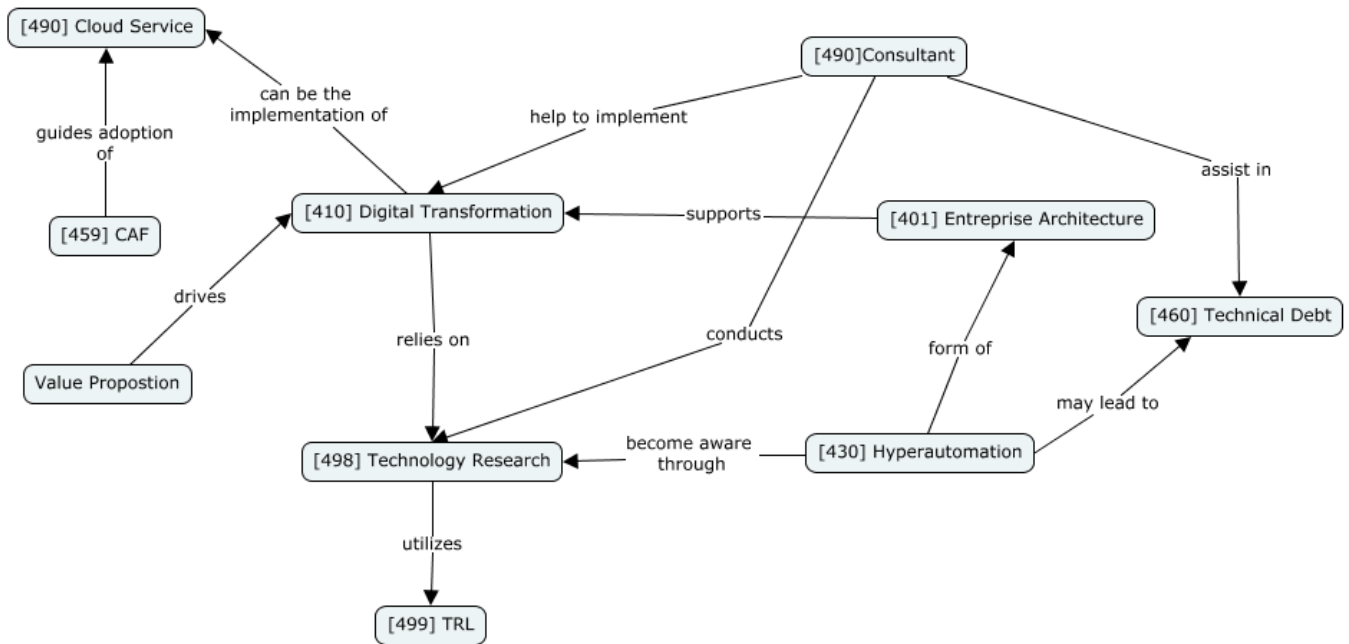 [490] Cloud Service
[490]Consultant
can be the
implementation of
help to implement
guides adoption
of
assist in
[410] Digital Transformation
supports
[401] Entreprise Architecture
[459] CAF
drives
[460] Technical Debt
relies on
conducts
form of
Value Propostion
may lead to
become aware
through
[498] Technology Research
[430] Hyperautomation
utilizes
[499] TRL